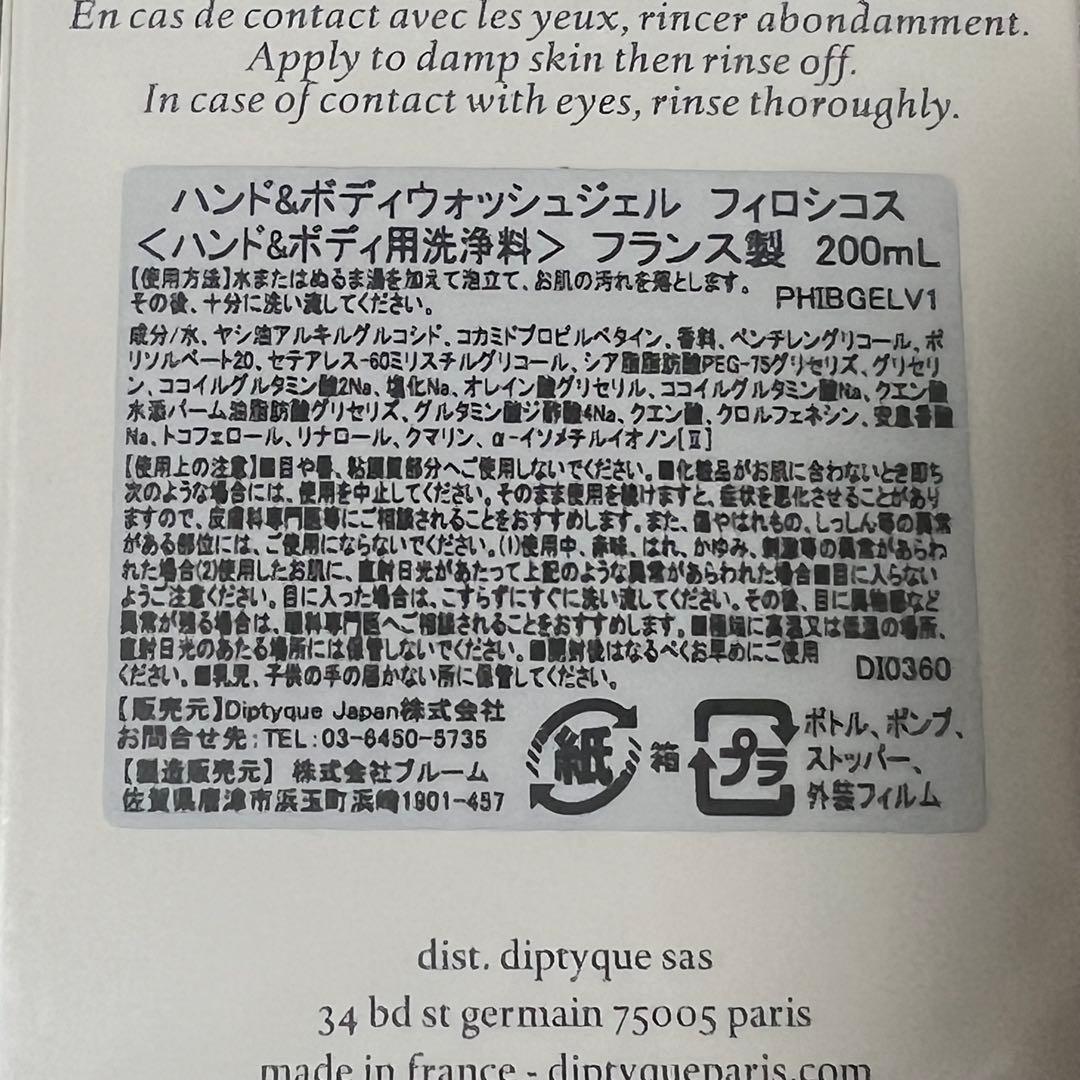 En cas de contact avec les yeux, rincer abondamment.
Apply to damp skin then rinse off.
In case of contact with eyes, rinse thoroughly.
ハンド&ボディウォッシュジェル フィロシコス
＜ハンド&ボディ用洗浄料＞ フランス製 200mL
【使用方法】水またはぬるま湯を加えて泡立て、お肌の汚れを落とします。
その後、十分に洗い流してください。
PHIBGELV1
成分/水、ヤシ油アルキルグルコシド、コカミドプロピルベタイン、香料、ペンチレングリコール、ポ
リソルベート20、セテアレス-60ミリスチルグリコール、シア脂脂肪酸PEG-75グリセリズ、グリセリ
ン、ココイルグルタミン酸2Na、塩化Na、オレイン酸グリセリル、ココイルグルタミン酸Na、クエン酸
水添パーム油脂肪酸グリセリズ、グルタミン酸ジ酢酸4Na、クエン酸、クロルフェネシン、安息香酸
Na、トコフェロール、リナロール、クマリン、α-イソメチルイオノン[Ⅱ]
【使用上の注意】■目や唇、粘膜質部分へご使用しないでください。■化粧品がお肌に合わないとき即ち
次のような場合には、使用を中止してください。そのまま使用を続けますと、症状を悪化させることがあり
ますので、皮膚科専門医等にご相談されることをおすすめします。また、傷やはれもの、しっしん等の異常
がある部位には、ご使用にならないでください。(1)使用中、赤味、はれ、かゆみ、刺激等の異常があらわ
れた場合(2)使用したお肌に、直射日光があたって上記のような異常があらわれた場合■目に入らない
ようご注意ください。目に入った場合は、こすらずにすぐに洗い流してください。その後、目に異物感など
異常が残る場合は、眼科専門医へご相談されることをおすすめします。■極端に高温又は低温の場所、
直射日光のあたる場所には保管しないでください。■開封後はなるべくお早めにご使用
ください。■乳児、子供の手の届かない所に保管してください。
DI0360
【販売元】Diptyque Japan株式会社
お問合せ先:TEL:03-6450-5735
【製造販売元】 株式会社ブルーム
佐賀県唐津市浜玉町浜崎1901-457
紙 箱
プラ
ボトル、ポンプ、
ストッパー、
外装フィルム
dist. diptyque sas
34 bd st germain 75005 paris
made in france - diptyqueparis.com